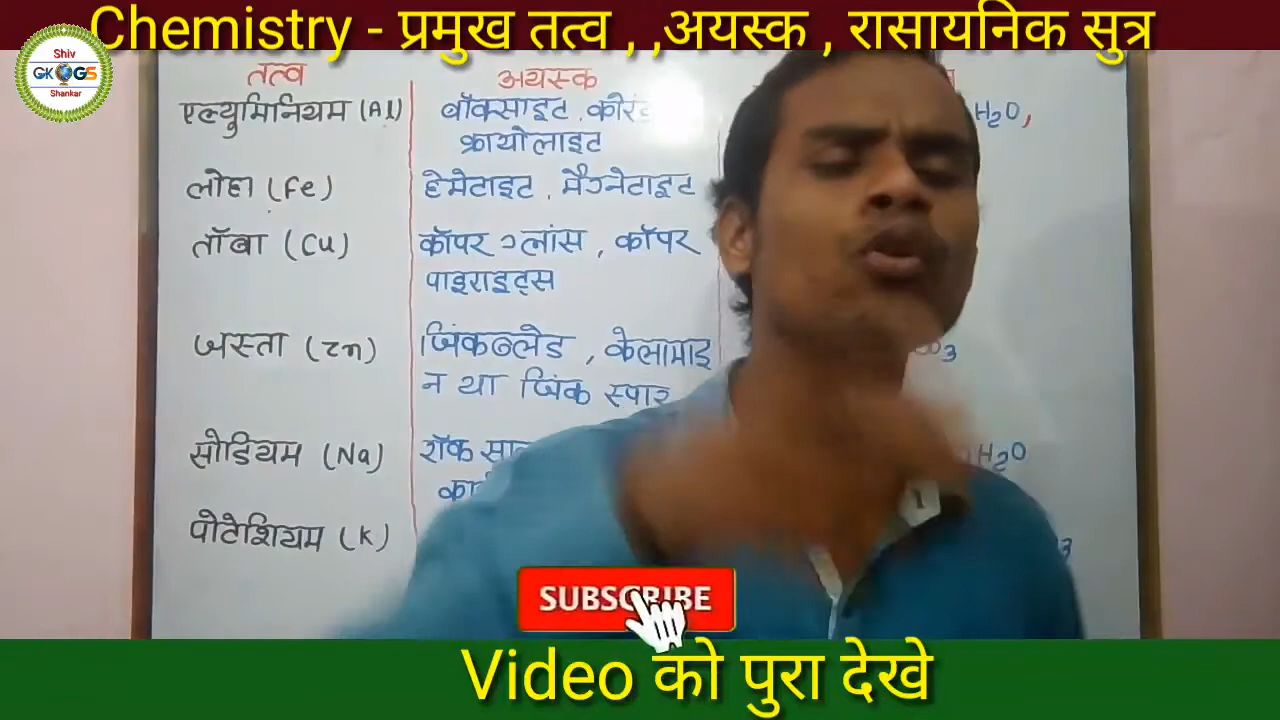 Chemistry - प्रमुख तत्व , ,अयस्क , रासायनिक सुत्र
Shiv
GK GS
Shankar
तत्व अयस्क
एल्युमिनियम (Al) बॉक्साइट , H₂O,
क्रायोलाइट
लोहा (Fe) हेमेटाइट , मैग्नेटाइट
ताँबा (Cu) कॉपर ग्लांस , कॉपर
पाइराइट्स
जस्ता (Zn) जिंकब्लेंड , केलामाइ
न या जिंक स्पार
सोडियम (Na) रॉक H₂O
पोटेशियम (K)
SUBSCRIBE
Video को पुरा देखे